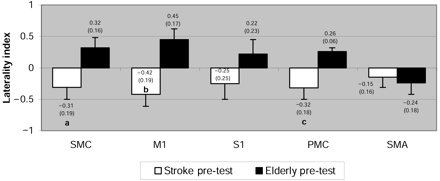 Laterality index
1
0.5
0
−0.5
−1
0.32
(0.16)
0.45
(0.17)
0.22
(0.23)
0.26
(0.06)
−0.31
(0.19)
−0.42
(0.19)
−0.25
(0.25)
−0.32
(0.18)
−0.15
(0.16)
−0.24
(0.18)
a
b
c
SMC
M1
S1
PMC
SMA
Stroke pre-test
Elderly pre-test